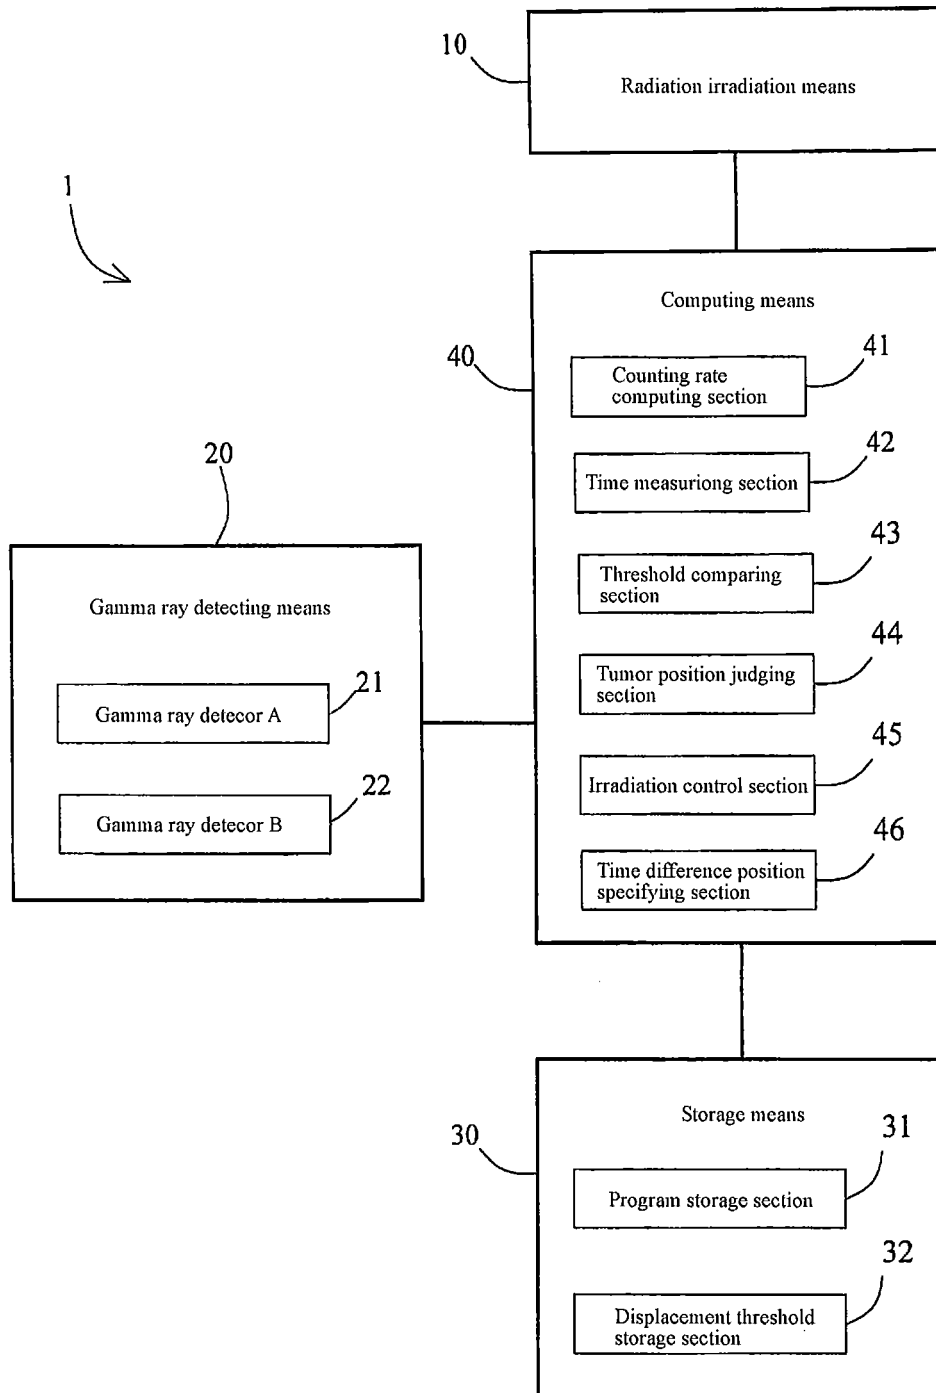 10
Radiation irradiation means
1
Computing means
40
41
Counting rate
computing section
42
Time measuriong section
43
Threshold comparing
section
44
Tumor position judging
section
45
Irradiation control section
46
Time difference position
specifying section
20
Gamma ray detecting means
21
Gamma ray detecor A
22
Gamma ray detecor B
30
Storage means
31
Program storage section
32
Displacement threshold
storage section